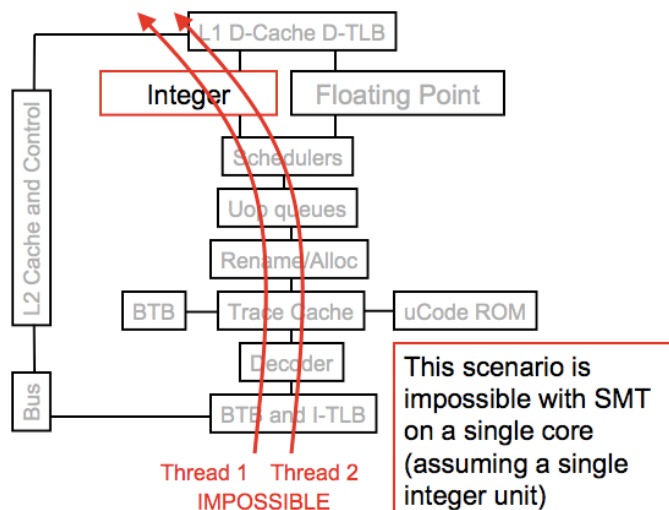 L1 D-Cache D-TLB
Integer
Floating Point
L2 Cache and Control
Schedulers
Uop queues
Rename/Alloc
BTB
Trace Cache
uCode ROM
Decoder
Bus
BTB and I-TLB
Thread 1
Thread 2
IMPOSSIBLE
This scenario is
impossible with SMT
on a single core
(assuming a single
integer unit)